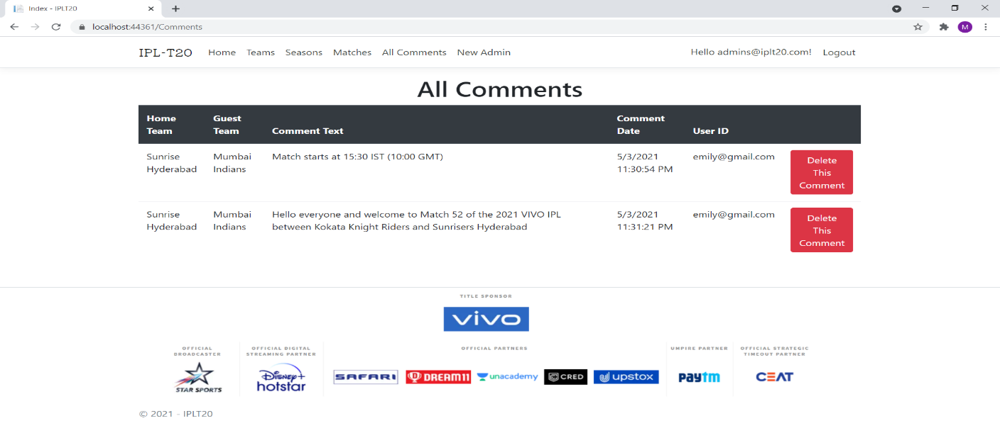 Index - IPLT20
localhost:44361/Comments
M
IPL-T20 Home Teams Seasons Matches All Comments New Admin Hello admins@iplt20.com! Logout
All Comments
Home Guest Comment
Team Team Comment Text Date User ID
Sunrise Mumbai Match starts at 15:30 IST (10:00 GMT) 5/3/2021 emily@gmail.com Delete
Hyderabad Indians 11:30:54 PM This
Comment
Sunrise Mumbai Hello everyone and welcome to Match 52 of the 2021 VIVO IPL 5/3/2021 emily@gmail.com Delete
Hyderabad Indians between Kokata Knight Riders and Sunrisers Hyderabad 11:31:21 PM This
Comment
TITLE SPONSOR
vivo
OFFICIAL OFFICIAL DIGITAL OFFICIAL PARTNERS UMPIRE PARTNER OFFICIAL STRATEGIC
BROADCASTER STREAMING PARTNER TIMEOUT PARTNER
STAR SPORTS Disney+ hotstar SAFARI DREAM11 unacademy CRED upstox paytm CEAT
© 2021 - IPLT20